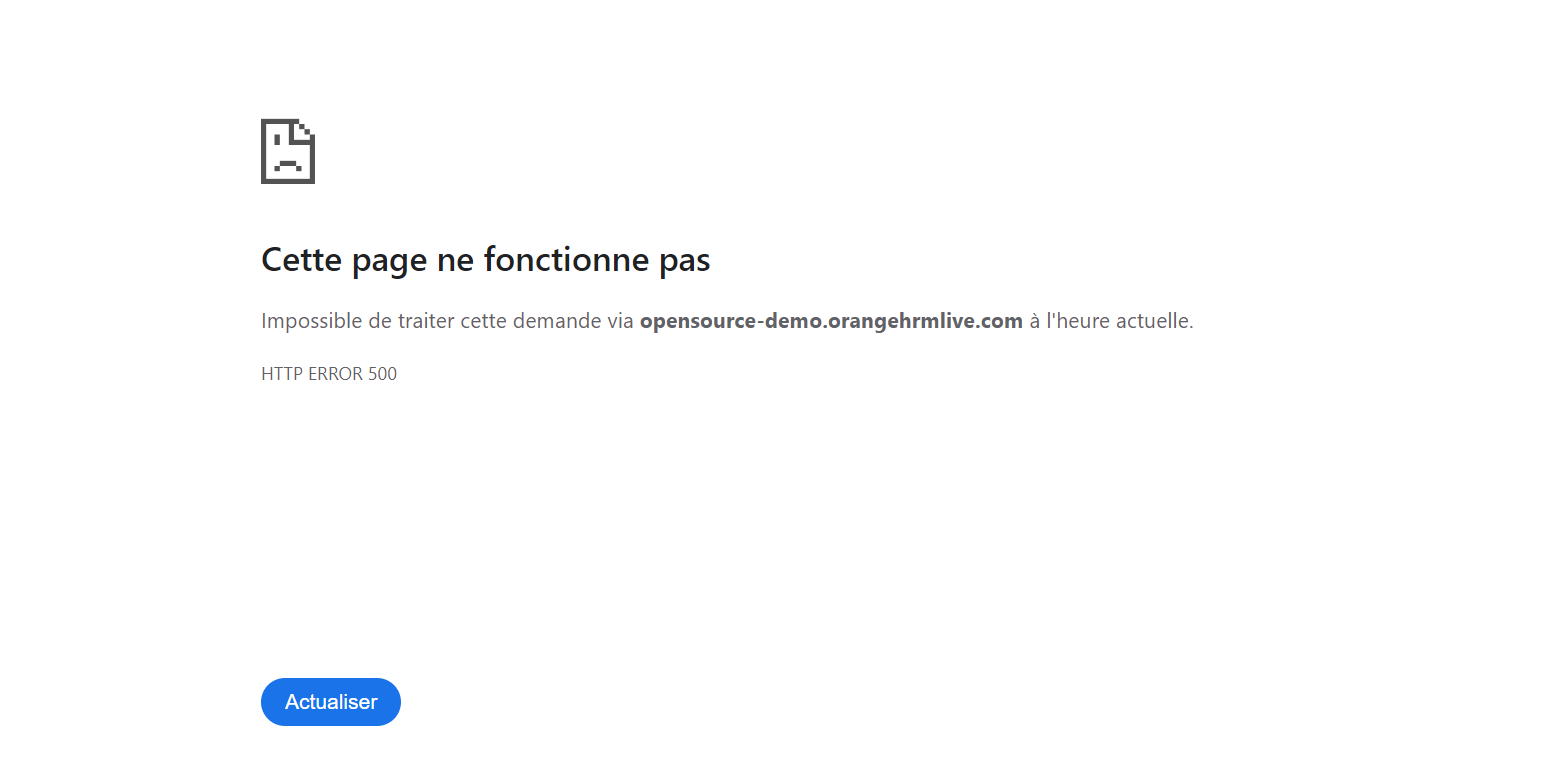 Cette page ne fonctionne pas
Impossible de traiter cette demande via opensource-demo.orangehrmlive.com à l'heure actuelle.
HTTP ERROR 500
Actualiser